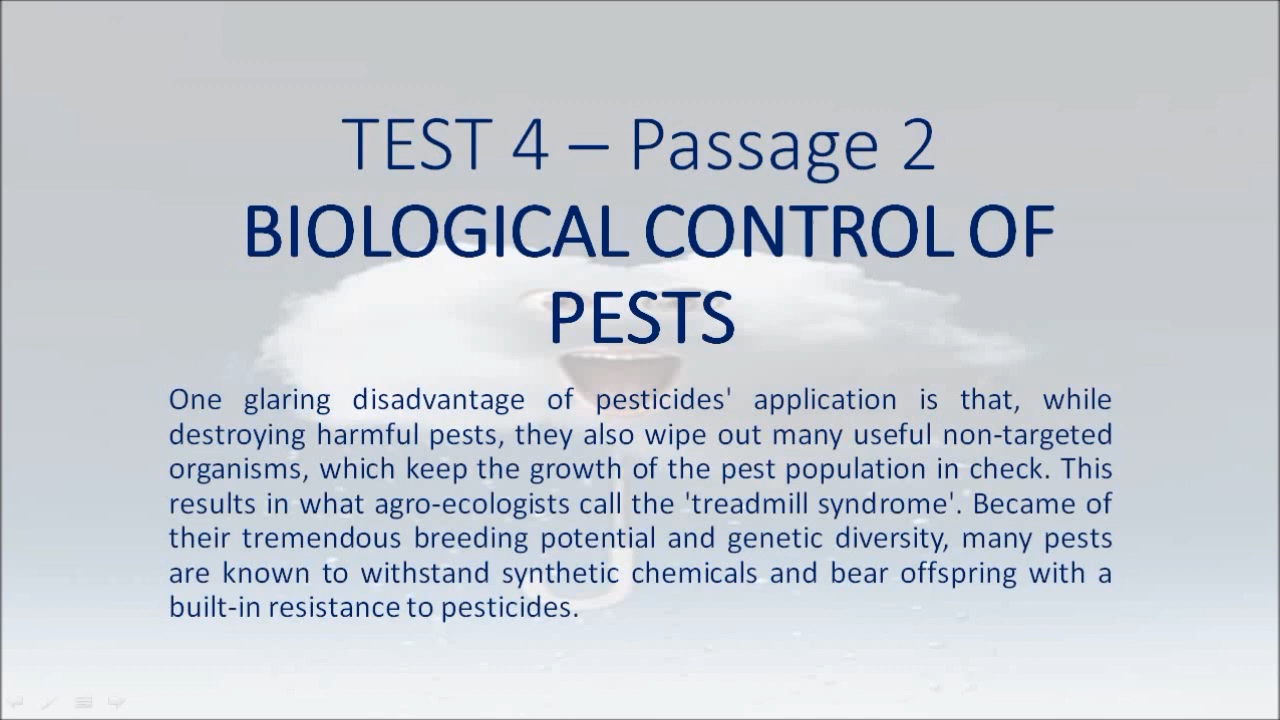 TEST 4 – Passage 2
BIOLOGICAL CONTROL OF
PESTS
One glaring disadvantage of pesticides' application is that, while
destroying harmful pests, they also wipe out many useful non-targeted
organisms, which keep the growth of the pest population in check. This
results in what agro-ecologists call the 'treadmill syndrome'. Became of
their tremendous breeding potential and genetic diversity, many pests
are known to withstand synthetic chemicals and bear offspring with a
built-in resistance to pesticides.